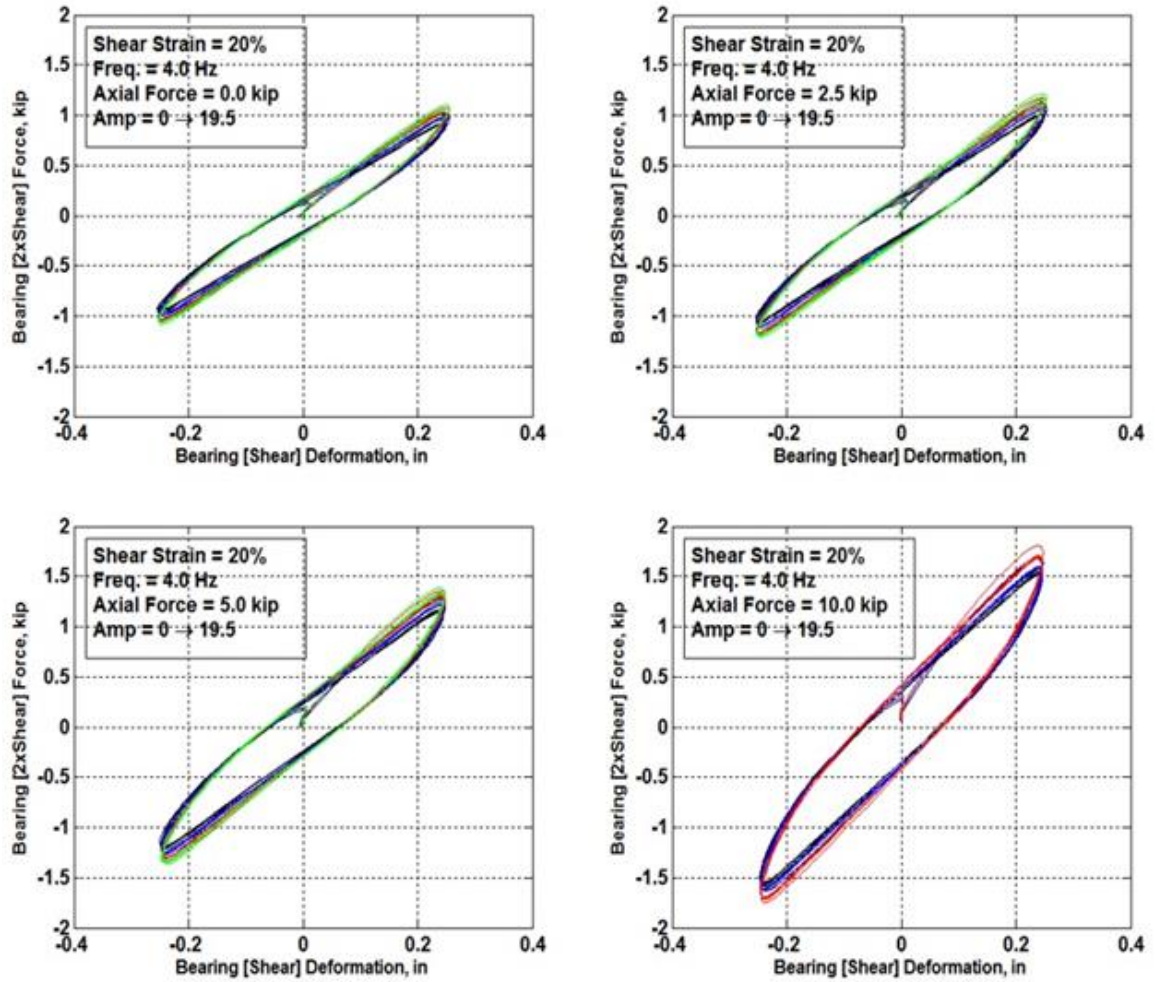 2
1.5
1
0.5
0
-0.5
-1
-1.5
-2
-0.4 -0.2 0 0.2 0.4
Bearing [2xShear] Force, kip
Bearing [Shear] Deformation, in
Shear Strain = 20%
Freq. = 4.0 Hz
Axial Force = 0.0 kip
Amp = 0 → 19.5
2
1.5
1
0.5
0
-0.5
-1
-1.5
-2
-0.4 -0.2 0 0.2 0.4
Bearing [2xShear] Force, kip
Bearing [Shear] Deformation, in
Shear Strain = 20%
Freq. = 4.0 Hz
Axial Force = 2.5 kip
Amp = 0 → 19.5
2
1.5
1
0.5
0
-0.5
-1
-1.5
-2
-0.4 -0.2 0 0.2 0.4
Bearing [2xShear] Force, kip
Bearing [Shear] Deformation, in
Shear Strain = 20%
Freq. = 4.0 Hz
Axial Force = 5.0 kip
Amp = 0 → 19.5
2
1.5
1
0.5
0
-0.5
-1
-1.5
-2
-0.4 -0.2 0 0.2 0.4
Bearing [2xShear] Force, kip
Bearing [Shear] Deformation, in
Shear Strain = 20%
Freq. = 4.0 Hz
Axial Force = 10.0 kip
Amp = 0 → 19.5